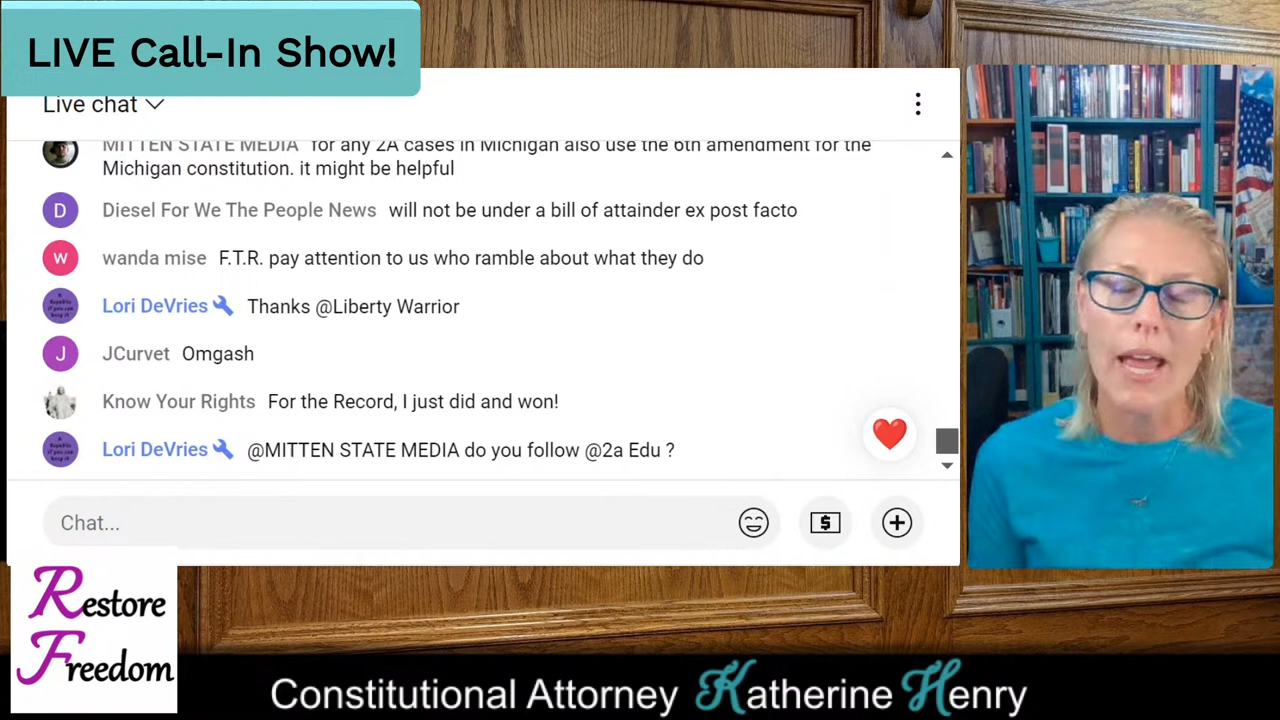 LIVE Call-In Show!
Live chat
MITTEN STATE MEDIA for any 2A cases in Michigan also use the 6th amendment for the
Michigan constitution. it might be helpful
D Diesel For We The People News will not be under a bill of attainder ex post facto
w wanda mise F.T.R. pay attention to us who ramble about what they do
Lori DeVries Thanks @Liberty Warrior
J JCurvet Omgash
Know Your Rights For the Record, I just did and won!
Lori DeVries @MITTEN STATE MEDIA do you follow @2a Edu ?
Chat...
$
Restore
Freedom
Constitutional Attorney Katherine Henry